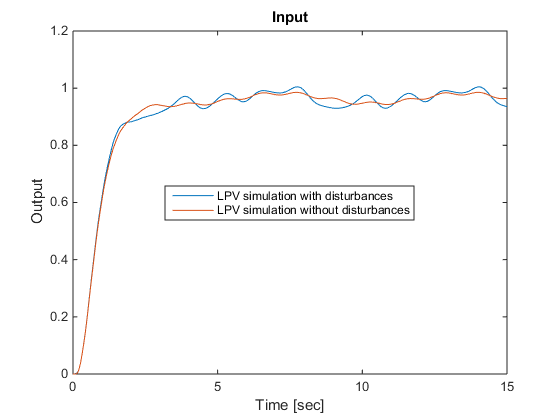 Input
1.2
1
0.8
0.6
0.4
0.2
0
Output
LPV simulation with disturbances
LPV simulation without disturbances
0
5
10
15
Time [sec]